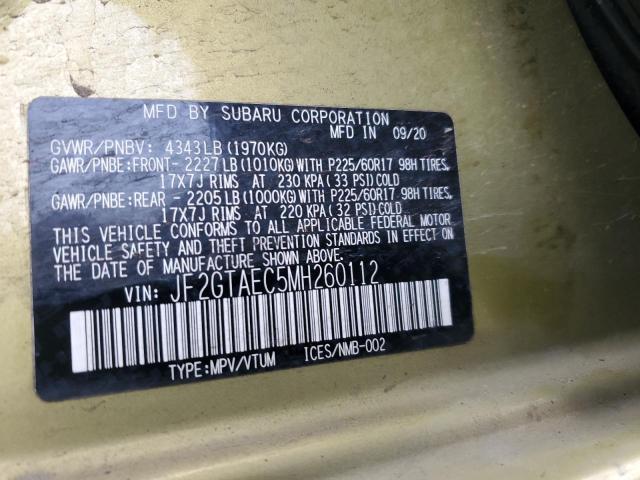 MFD BY SUBARU CORPORATION
MFD IN 09/20
GVWR/PNBV: 4343LB (1970KG)
GAWR/PNBE:FRONT- 2227LB (1010KG) WITH P225/60R17 98H TIRES,
17X7J RIMS AT 230 KPA (33 PSI) COLD
GAWR/PNBE:REAR - 2205LB (1000KG) WITH P225/60R17 98H TIRES,
17X7J RIMS AT 220 KPA (32 PSI) COLD
THIS VEHICLE CONFORMS TO ALL APPLICABLE FEDERAL MOTOR
VEHICLE SAFETY AND THEFT PREVENTION STANDARDS IN EFFECT ON
THE DATE OF MANUFACTURE SHOWN ABOVE.
VIN: JF2GTAEC5MH260112
TYPE:MPV/VTUM ICES/NMB-002